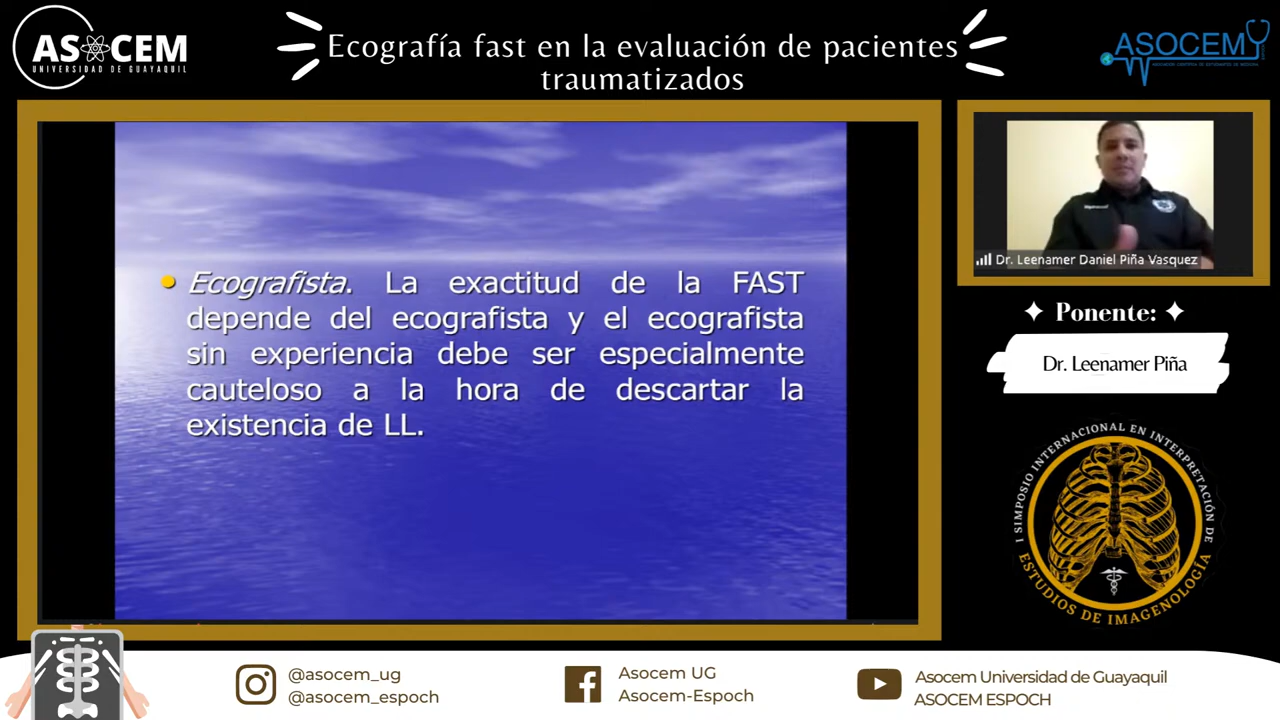 ASOCEM
UNIVERSIDAD DE GUAYAQUIL
Ecografía fast en la evaluación de pacientes
traumatizados
ASOCEM
• Ecografista. La exactitud de la FAST
depende del ecografista y el ecografista
sin experiencia debe ser especialmente
cauteloso a la hora de descartar la
existencia de LL.
Dr. Leenamer Daniel Piña Vasquez
Ponente:
Dr. Leenamer Piña
I SIMPOSIO INTERNACIONAL EN INTERPRETACIÓN DE
ESTUDIOS DE IMAGENOLOGÍA
@asocem_ug
@asocem_espoch
Asocem UG
Asocem-Espoch
Asocem Universidad de Guayaquil
ASOCEM ESPOCH